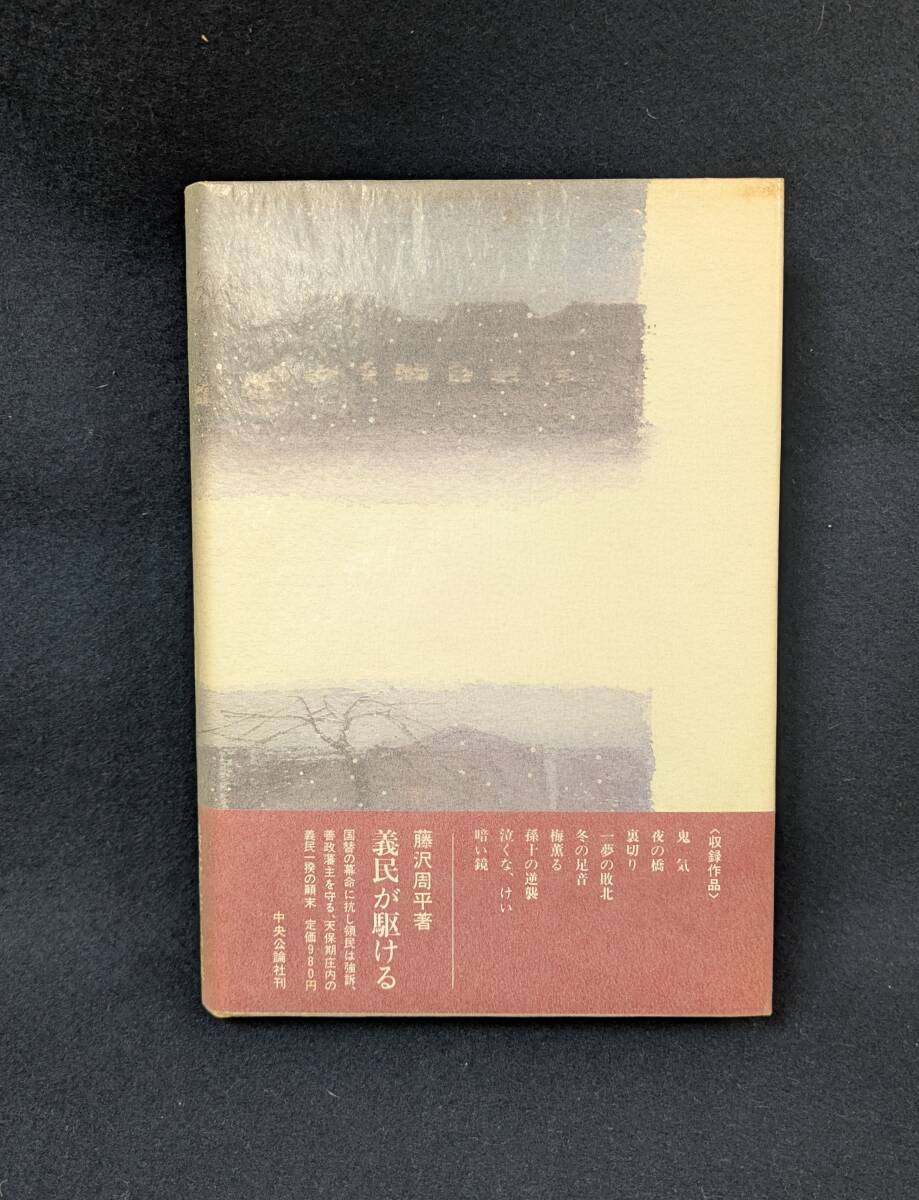 〈収録作品〉
鬼気
夜の橋
裏切り
一夢の敗北
冬の足音
梅薫る
孫十の逆襲
泣くな、けい
暗い鏡
藤沢周平著
義民が駆ける
国替の幕命に抗し領民は強訴、
善政藩主を守る、天保期庄内の
義民一揆の顛末 定価980円
中央公論社刊